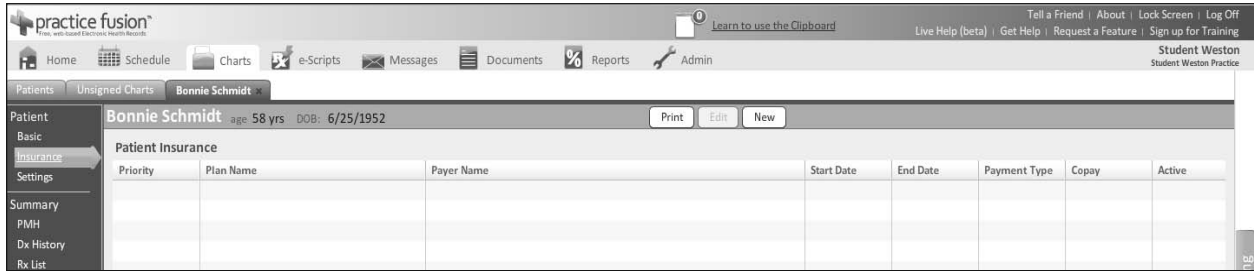 practice fusion™
Free, web-based Electronic Health Records
0
Learn to use the Clipboard
Tell a Friend | About | Lock Screen | Log Off
Live Help (beta) | Get Help | Request a Feature | Sign up for Training
Home Schedule Charts e-Scripts Messages Documents Reports Admin
Student Weston
Student Weston Practice
Patients Unsigned Charts Bonnie Schmidt ×
Patient
Basic
Insurance
Settings
Summary
PMH
Dx History
Rx List
Bonnie Schmidt age 58 yrs DOB: 6/25/1952
Print Edit New
Patient Insurance
Priority Plan Name Payer Name Start Date End Date Payment Type Copay Active